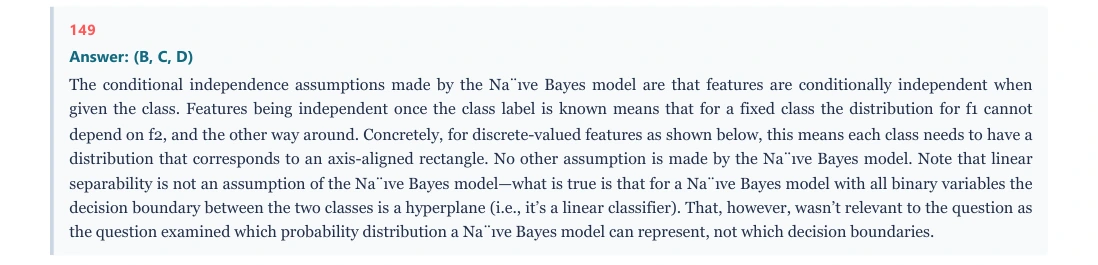 149
Answer: (B, C, D)
The conditional independence assumptions made by the Na¨ıve Bayes model are that features are conditionally independent when
given the class. Features being independent once the class label is known means that for a fixed class the distribution for f1 cannot
depend on f2, and the other way around. Concretely, for discrete-valued features as shown below, this means each class needs to have a
distribution that corresponds to an axis-aligned rectangle. No other assumption is made by the Na¨ıve Bayes model. Note that linear
separability is not an assumption of the Na¨ıve Bayes model—what is true is that for a Na¨ıve Bayes model with all binary variables the
decision boundary between the two classes is a hyperplane (i.e., it’s a linear classifier). That, however, wasn’t relevant to the question as
the question examined which probability distribution a Na¨ıve Bayes model can represent, not which decision boundaries.